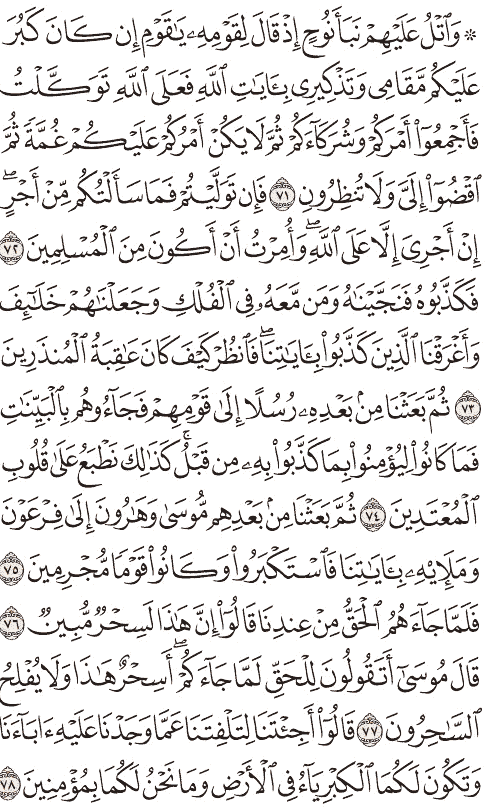 ۞ وَٱتْلُ عَلَيْهِمْ نَبَأَ نُوحٍ إِذْ قَالَ لِقَوْمِهِۦ يَٰقَوْمِ إِن كَانَ كَبُرَ
عَلَيْكُم مَّقَامِى وَتَذْكِيرِى بِـَٔايَٰتِ ٱللَّهِ فَعَلَى ٱللَّهِ تَوَكَّلْتُ
فَأَجْمِعُوٓا۟ أَمْرَكُمْ وَشُرَكَآءَكُمْ ثُمَّ لَا يَكُنْ أَمْرُكُمْ عَلَيْكُمْ غُمَّةً ثُمَّ
ٱقْضُوٓا۟ إِلَىَّ وَلَا تُنظِرُونِ ٧١ فَإِن تَوَلَّيْتُمْ فَمَا سَأَلْتُكُم مِّنْ أَجْرٍ ۖ
إِنْ أَجْرِىَ إِلَّا عَلَى ٱللَّهِ ۖ وَأُمِرْتُ أَنْ أَكُونَ مِنَ ٱلْمُسْلِمِينَ ٧٢
فَكَذَّبُوهُ فَنَجَّيْنَٰهُ وَمَن مَّعَهُۥ فِى ٱلْفُلْكِ وَجَعَلْنَٰهُمْ خَلَٰٓئِفَ
وَأَغْرَقْنَا ٱلَّذِينَ كَذَّبُوا۟ بِـَٔايَٰتِنَا ۖ فَٱنظُرْ كَيْفَ كَانَ عَٰقِبَةُ ٱلْمُنذَرِينَ
٧٣ ثُمَّ بَعَثْنَا مِنۢ بَعْدِهِۦ رُسُلًا إِلَىٰ قَوْمِهِمْ فَجَآءُوهُم بِٱلْبَيِّنَٰتِ
فَمَا كَانُوا۟ لِيُؤْمِنُوا۟ بِمَا كَذَّبُوا۟ بِهِۦ مِن قَبْلُ ۚ كَذَٰلِكَ نَطْبَعُ عَلَىٰ قُلُوبِ
ٱلْمُعْتَدِينَ ٧٤ ثُمَّ بَعَثْنَا مِنۢ بَعْدِهِم مُّوسَىٰ وَهَٰرُونَ إِلَىٰ فِرْعَوْنَ
وَمَلَإِي۟هِۦ بِـَٔايَٰتِنَا فَٱسْتَكْبَرُوا۟ وَكَانُوا۟ قَوْمًا مُّجْرِمِينَ ٧٥
فَلَمَّا جَآءَهُمُ ٱلْحَقُّ مِنْ عِندِنَا قَالُوٓا۟ إِنَّ هَٰذَا لَسِحْرٌ مُّبِينٌ ٧٦
قَالَ مُوسَىٰٓ أَتَقُولُونَ لِلْحَقِّ لَمَّا جَآءَكُمْ ۖ أَسِحْرٌ هَٰذَا وَلَا يُفْلِحُ
ٱلسَّٰحِرُونَ ٧٧ قَالُوٓا۟ أَجِئْتَنَا لِتَلْفِتَنَا عَمَّا وَجَدْنَا عَلَيْهِ ءَابَآءَنَا
وَتَكُونَ لَكُمَا ٱلْكِبْرِيَآءُ فِى ٱلْأَرْضِ وَمَا نَحْنُ لَكُمَا بِمُؤْمِنِينَ ٧٨